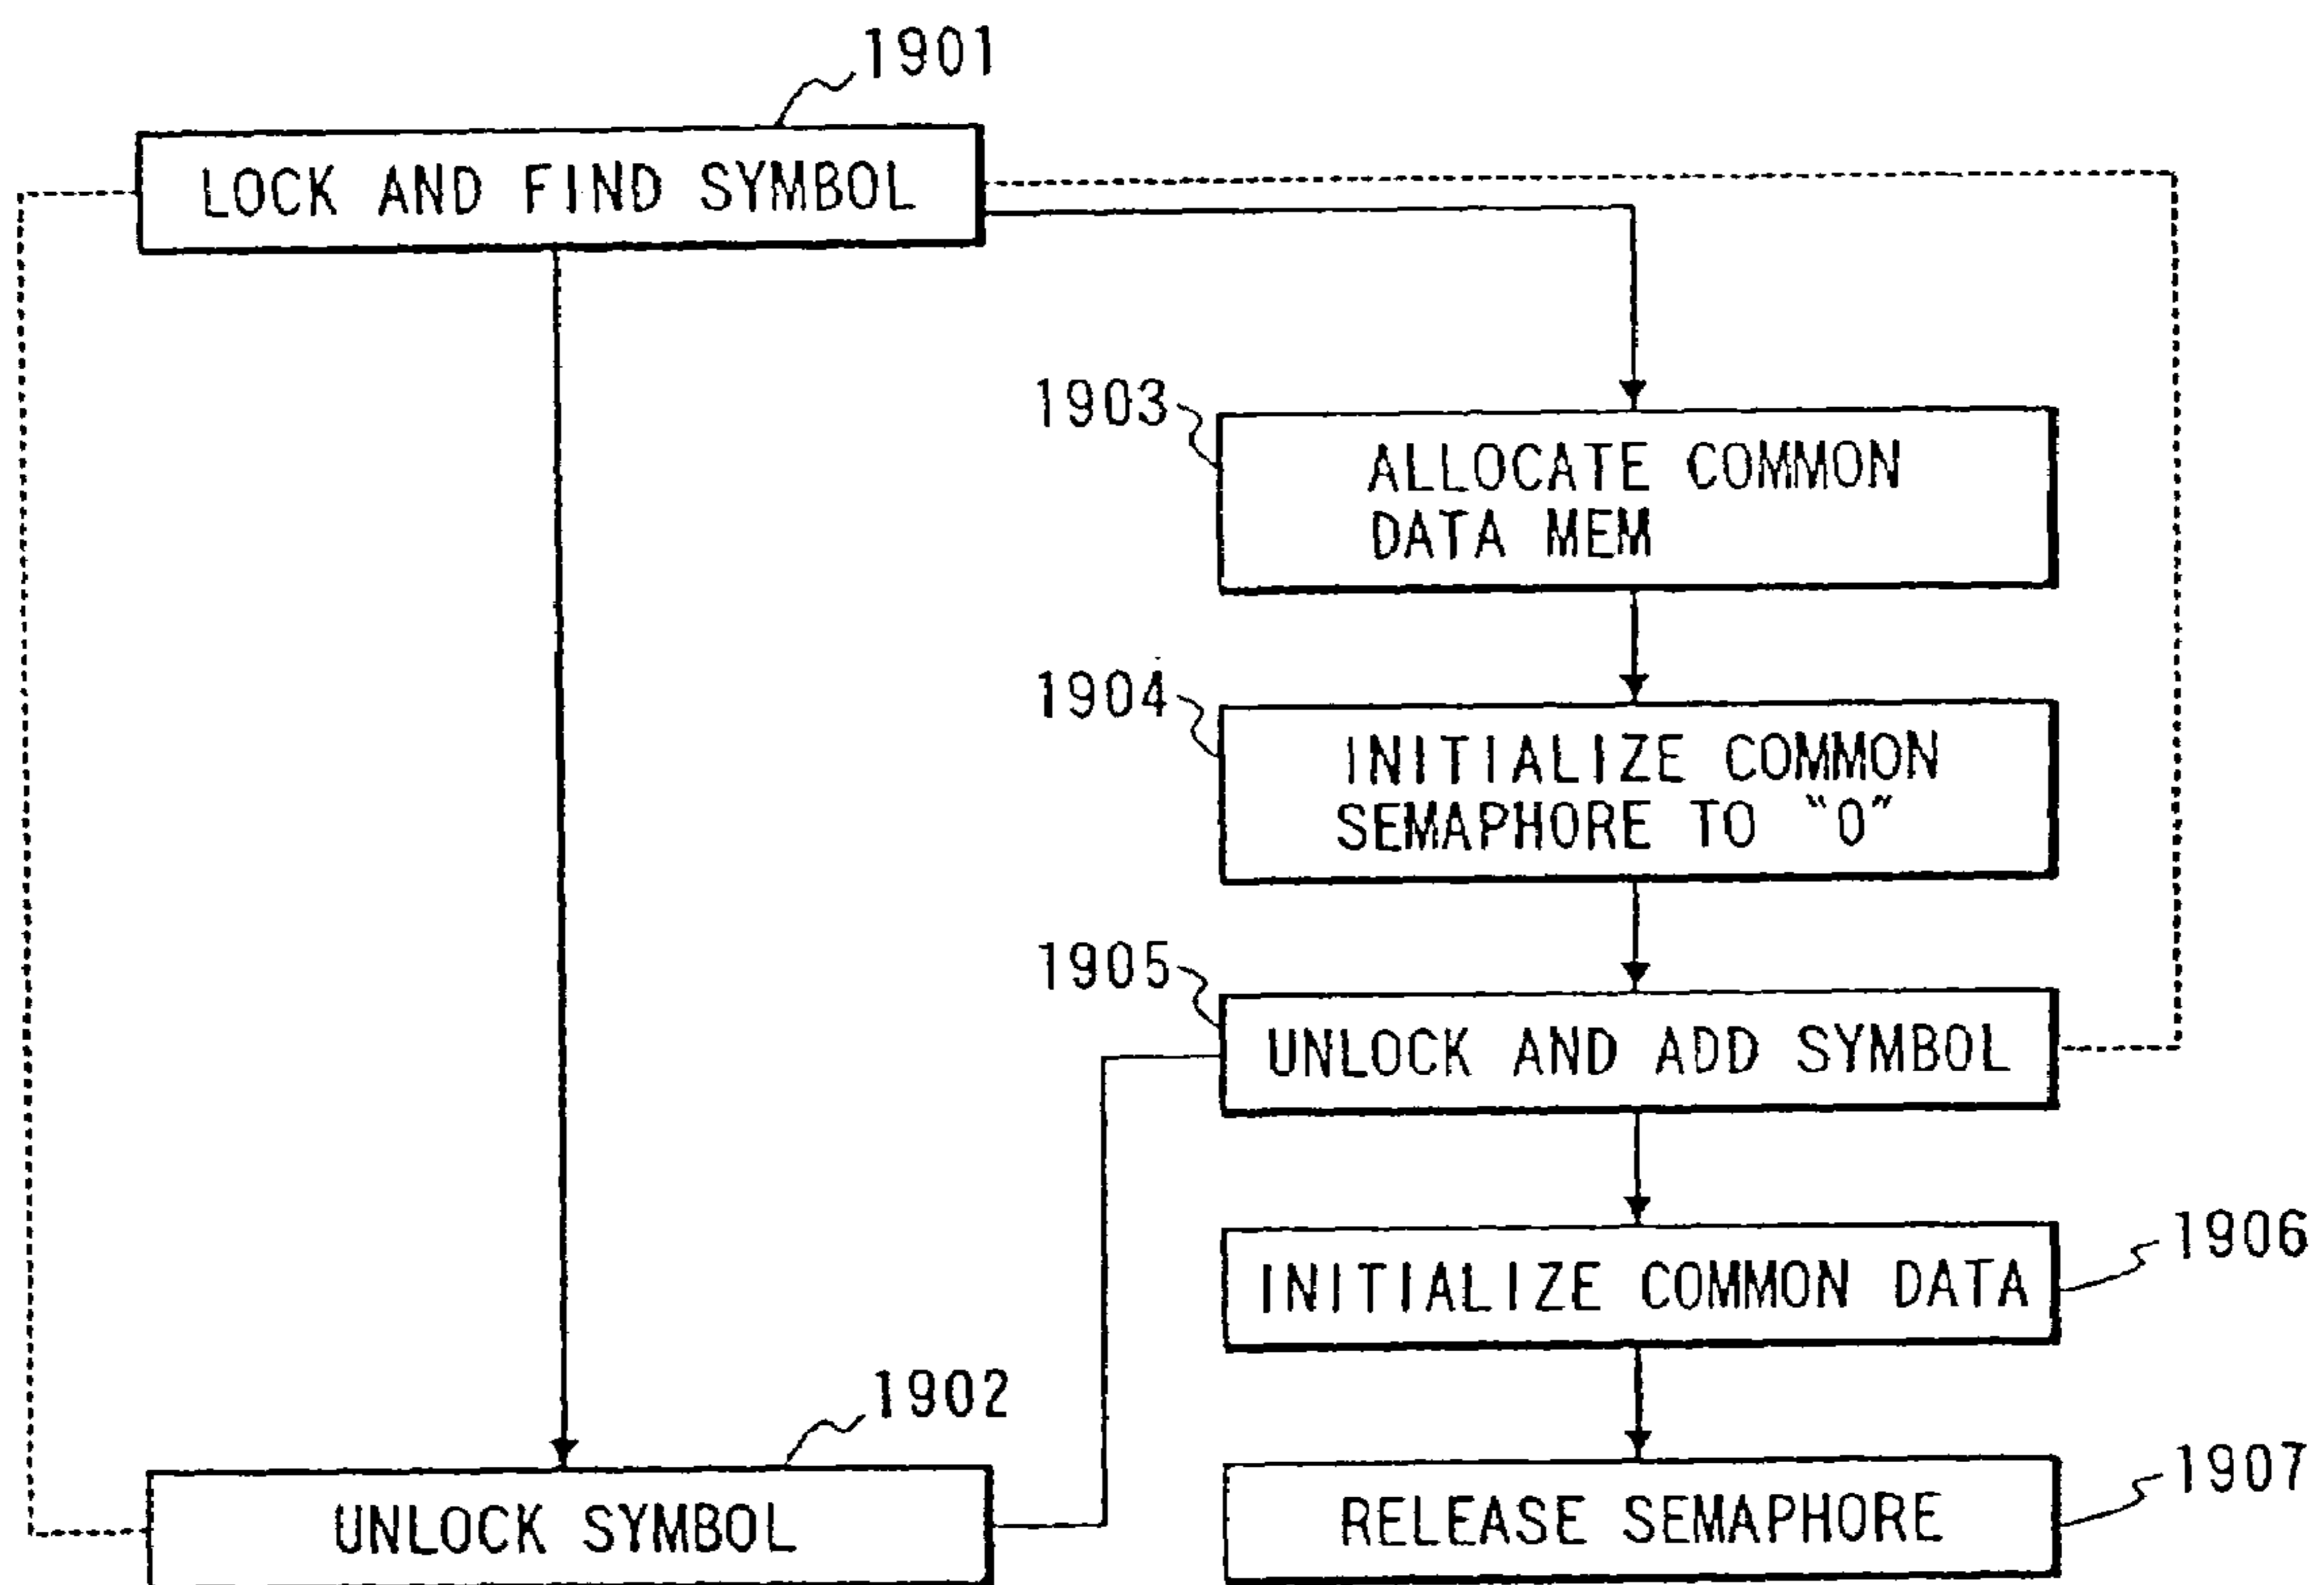 1901
LOCK AND FIND SYMBOL
1903
ALLOCATE COMMON
DATA MEM
1904
INITIALIZE COMMON
SEMAPHORE TO “0”
1905
UNLOCK AND ADD SYMBOL
1906
INITIALIZE COMMON DATA
1902
UNLOCK SYMBOL
1907
RELEASE SEMAPHORE